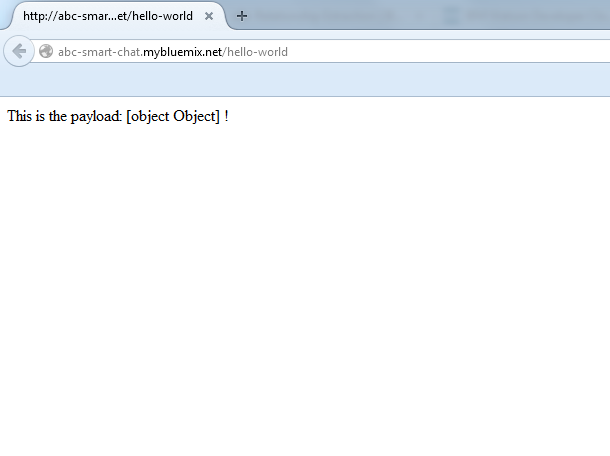 http://abc-smar...et/hello-world
abc-smart-chat.mybluemix.net/hello-world
This is the payload: [object Object] !